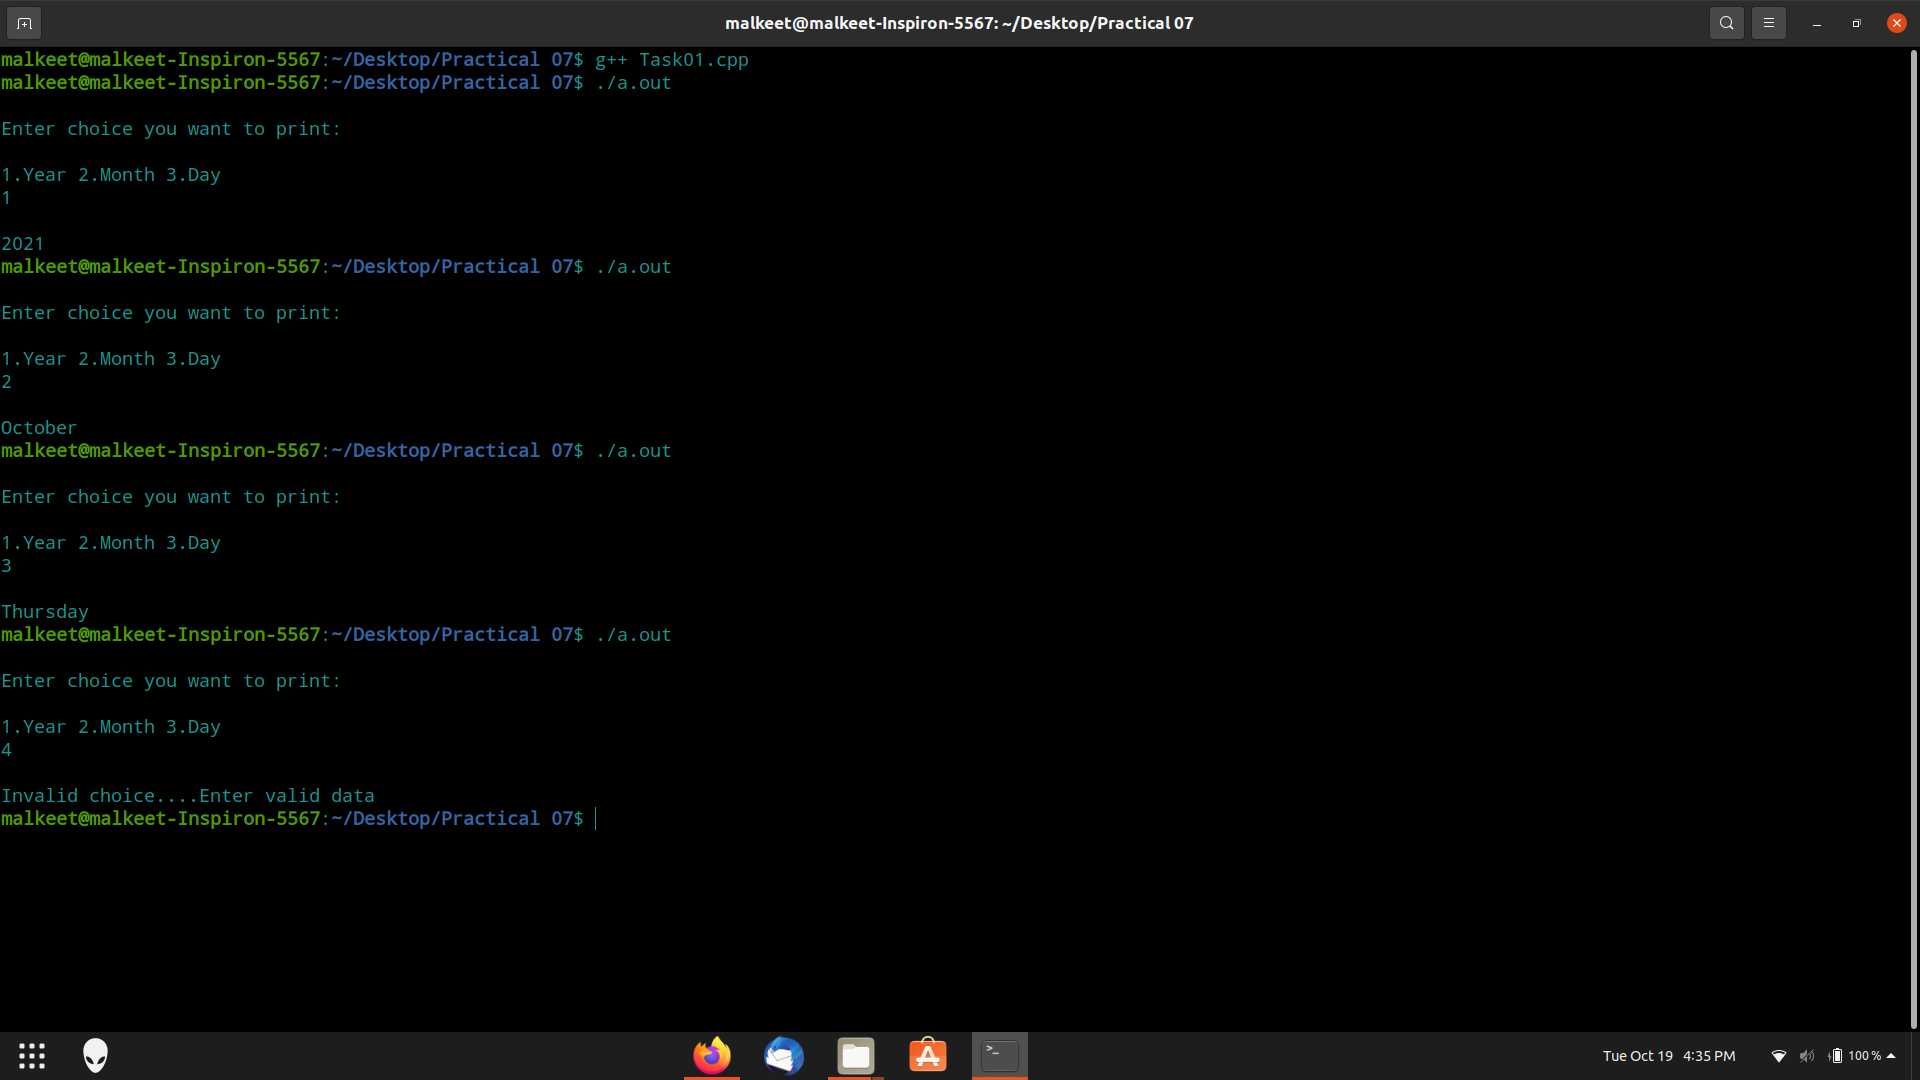 malkeet@malkeet-Inspiron-5567: ~/Desktop/Practical 07
malkeet@malkeet-Inspiron-5567:~/Desktop/Practical 07$ g++ Task01.cpp
malkeet@malkeet-Inspiron-5567:~/Desktop/Practical 07$ ./a.out
Enter choice you want to print:
1.Year 2.Month 3.Day
1
2021
malkeet@malkeet-Inspiron-5567:~/Desktop/Practical 07$ ./a.out
Enter choice you want to print:
1.Year 2.Month 3.Day
2
October
malkeet@malkeet-Inspiron-5567:~/Desktop/Practical 07$ ./a.out
Enter choice you want to print:
1.Year 2.Month 3.Day
3
Thursday
malkeet@malkeet-Inspiron-5567:~/Desktop/Practical 07$ ./a.out
Enter choice you want to print:
1.Year 2.Month 3.Day
4
Invalid choice....Enter valid data
malkeet@malkeet-Inspiron-5567:~/Desktop/Practical 07$
Tue Oct 19 4:35 PM 100%